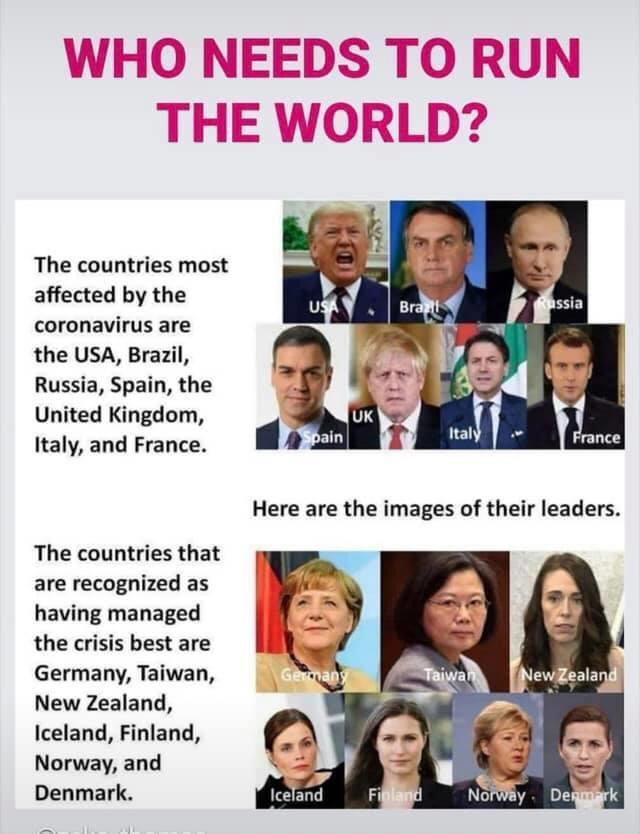 WHO NEEDS TO RUN
THE WORLD?
The countries most
affected by the
coronavirus are
the USA, Brazil,
Russia, Spain, the
United Kingdom,
Italy, and France.
USA
Brazil
Russia
Spain
UK
Italy
France
Here are the images of their leaders.
The countries that
are recognized as
having managed
the crisis best are
Germany, Taiwan,
New Zealand,
Iceland, Finland,
Norway, and
Denmark.
Germany
Taiwan
New Zealand
Iceland
Finland
Norway
Denmark